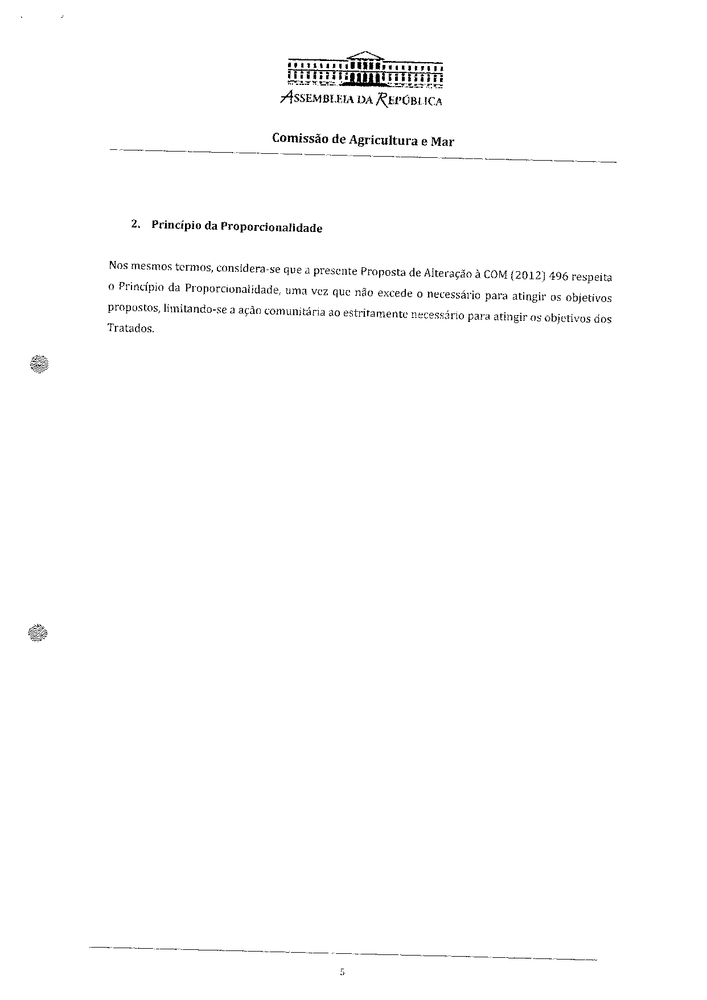 ASSEMBLEIA DA REPÚBLICA
Comissão de Agricultura e Mar
2. Princípio da Proporcionalidade
Nos mesmos termos, considera-se que a presente Proposta de Alteração à COM (2012) 496 respeita
o Princípio da Proporcionalidade, uma vez que não excede o necessário para atingir os objetivos
propostos, limitando-se a ação comunitária ao estritamente necessário para atingir os objetivos dos
Tratados.
5